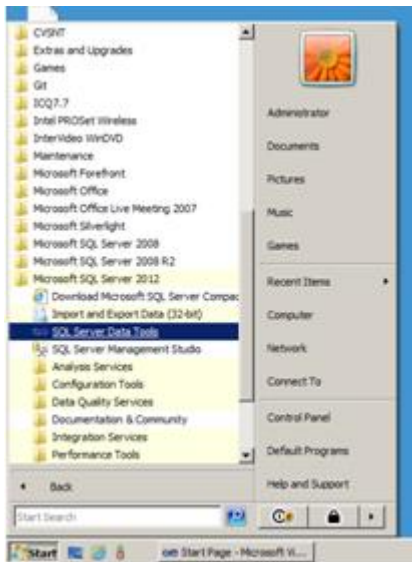 CVSNT
Extras and Upgrades
Games
Git
ICQ7.7
Intel PROSet Wireless
InterVideo WinDVD
Maintenance
Microsoft Forefront
Microsoft Office
Microsoft Office Live Meeting 2007
Microsoft Silverlight
Microsoft SQL Server 2008
Microsoft SQL Server 2008 R2
Microsoft SQL Server 2012
Download Microsoft SQL Server Compac
Import and Export Data (32-bit)
SQL Server Data Tools
SQL Server Management Studio
Analysis Services
Configuration Tools
Data Quality Services
Documentation & Community
Integration Services
Performance Tools
Back
Start Search
Administrator
Documents
Pictures
Music
Games
Recent Items
Computer
Network
Connect To
Control Panel
Default Programs
Help and Support
Start
Start Page - Microsoft Vi...